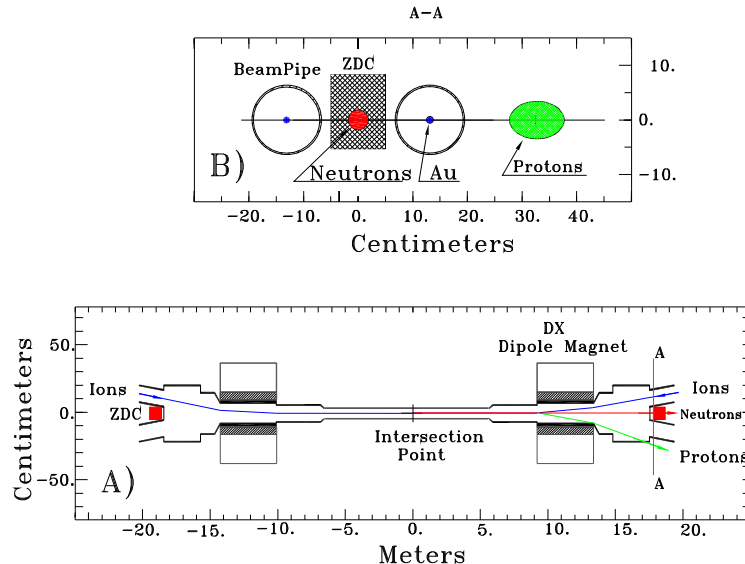 A-A
BeamPipe
ZDC
10.
0.
-10.
B)
Neutrons
Au
Protons
-20. -10. 0. 10. 20. 30. 40.
Centimeters
Centimeters
50.
0.
-50.
DX
Dipole Magnet
A
Ions
Ions
ZDC
Neutrons
Intersection
Point
Protons
A)
A
-20. -15. -10. -5. 0. 5. 10. 15. 20.
Meters